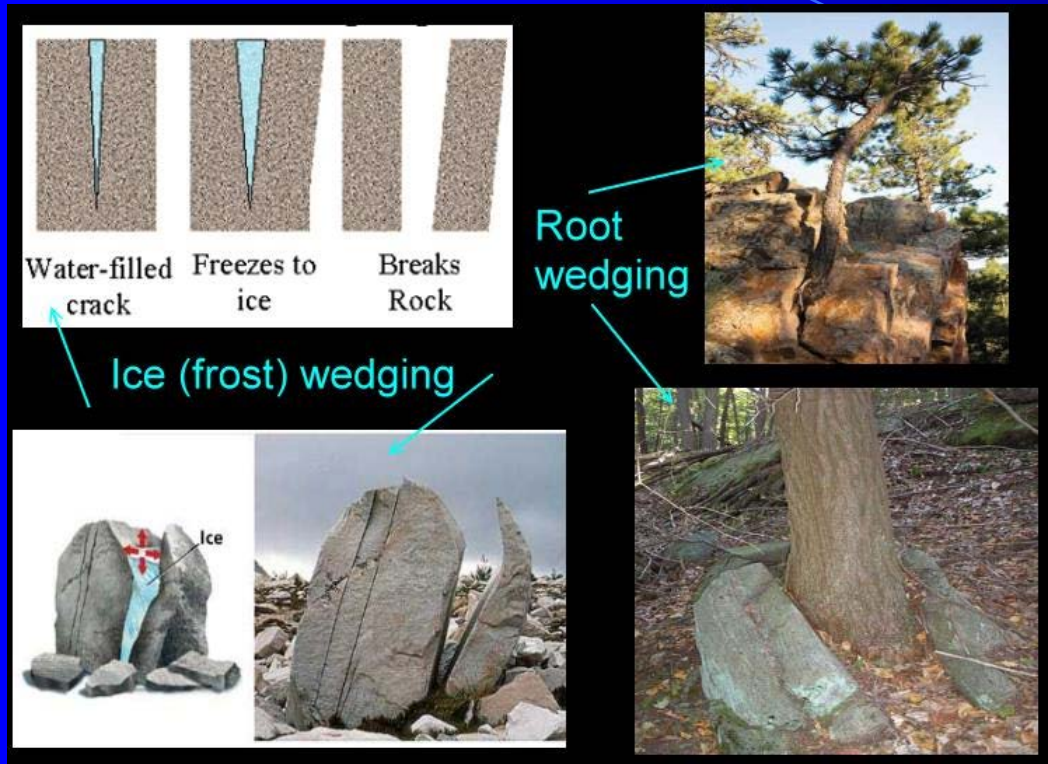 Water-filled
crack
Freezes to
ice
Breaks
Rock
Root
wedging
Ice (frost) wedging
Ice